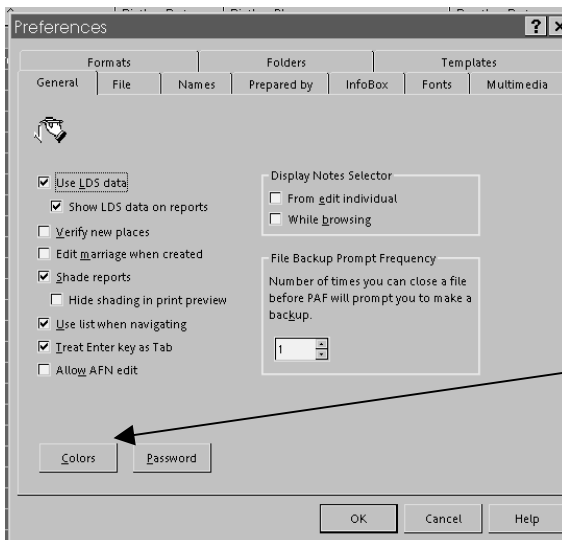 Preferences
Formats Folders Templates
General File Names Prepared by InfoBox Fonts Multimedia
Use LDS data
Show LDS data on reports
Verify new places
Edit marriage when created
Shade reports
Hide shading in print preview
Use list when navigating
Treat Enter key as Tab
Allow AFN edit
Display Notes Selector
From edit individual
While browsing
File Backup Prompt Frequency
Number of times you can close a file
before PAF will prompt you to make a
backup.
1
Colors Password
OK Cancel Help